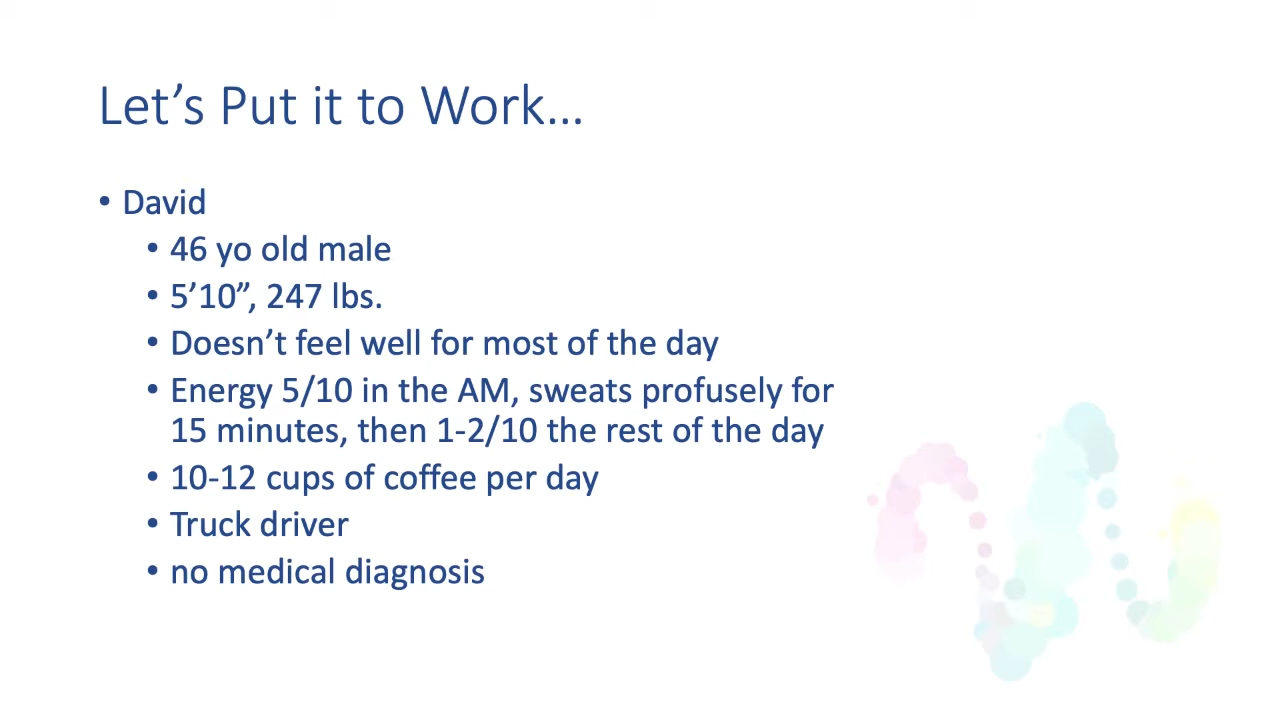 Let’s Put it to Work…
• David
• 46 yo old male
• 5’10”, 247 lbs.
• Doesn’t feel well for most of the day
• Energy 5/10 in the AM, sweats profusely for
15 minutes, then 1-2/10 the rest of the day
• 10-12 cups of coffee per day
• Truck driver
• no medical diagnosis